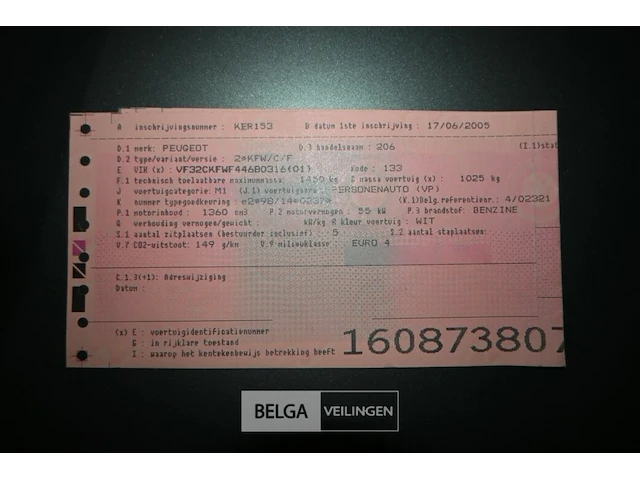 A inschrijvingsnummer : KER153 B datum 1ste inschrijving : 17/06/2005
D.1 merk: PEUGEOT D.3 handelsnaam : 206 (I.1)stat
D.2 type/variant/versie : 2*KFW/C/F
E VIN (x) : VF32CKFWF44680316(01) kode : 133
F.1 technisch toelaatbare maximummassa: 1450 kg G massa voertuig (x) : 1025 kg
J voertuigcategorie: M1 (J.1) voertuigaard: PERSONENAUTO (VP)
K nummer typegoedkeuring : e2*98/14*0237* (K.1)Belg.referentienr.: 4/02321
P.1 motorinhoud : 1360 cm3 P.2 motorvermogen : 55 kW P.3 brandstof: BENZINE
Q verhouding vermogen/gewicht : kW/kg R kleur voertuig : WIT
S.1 aantal zitplaatsen (bestuurder inclusief) : 5 S.2 aantal staplaatsen:
V.7 CO2-uitstoot: 149 g/km V.9 milieuklasse : EURO 4
C.1.3(+1): Adreswijziging
Datum :
(x) E : voertuigidentificatienummer
G : in rijklare toestand
I : waarop het kentekenbewijs betrekking heeft
160873807
BELGA VEILINGEN